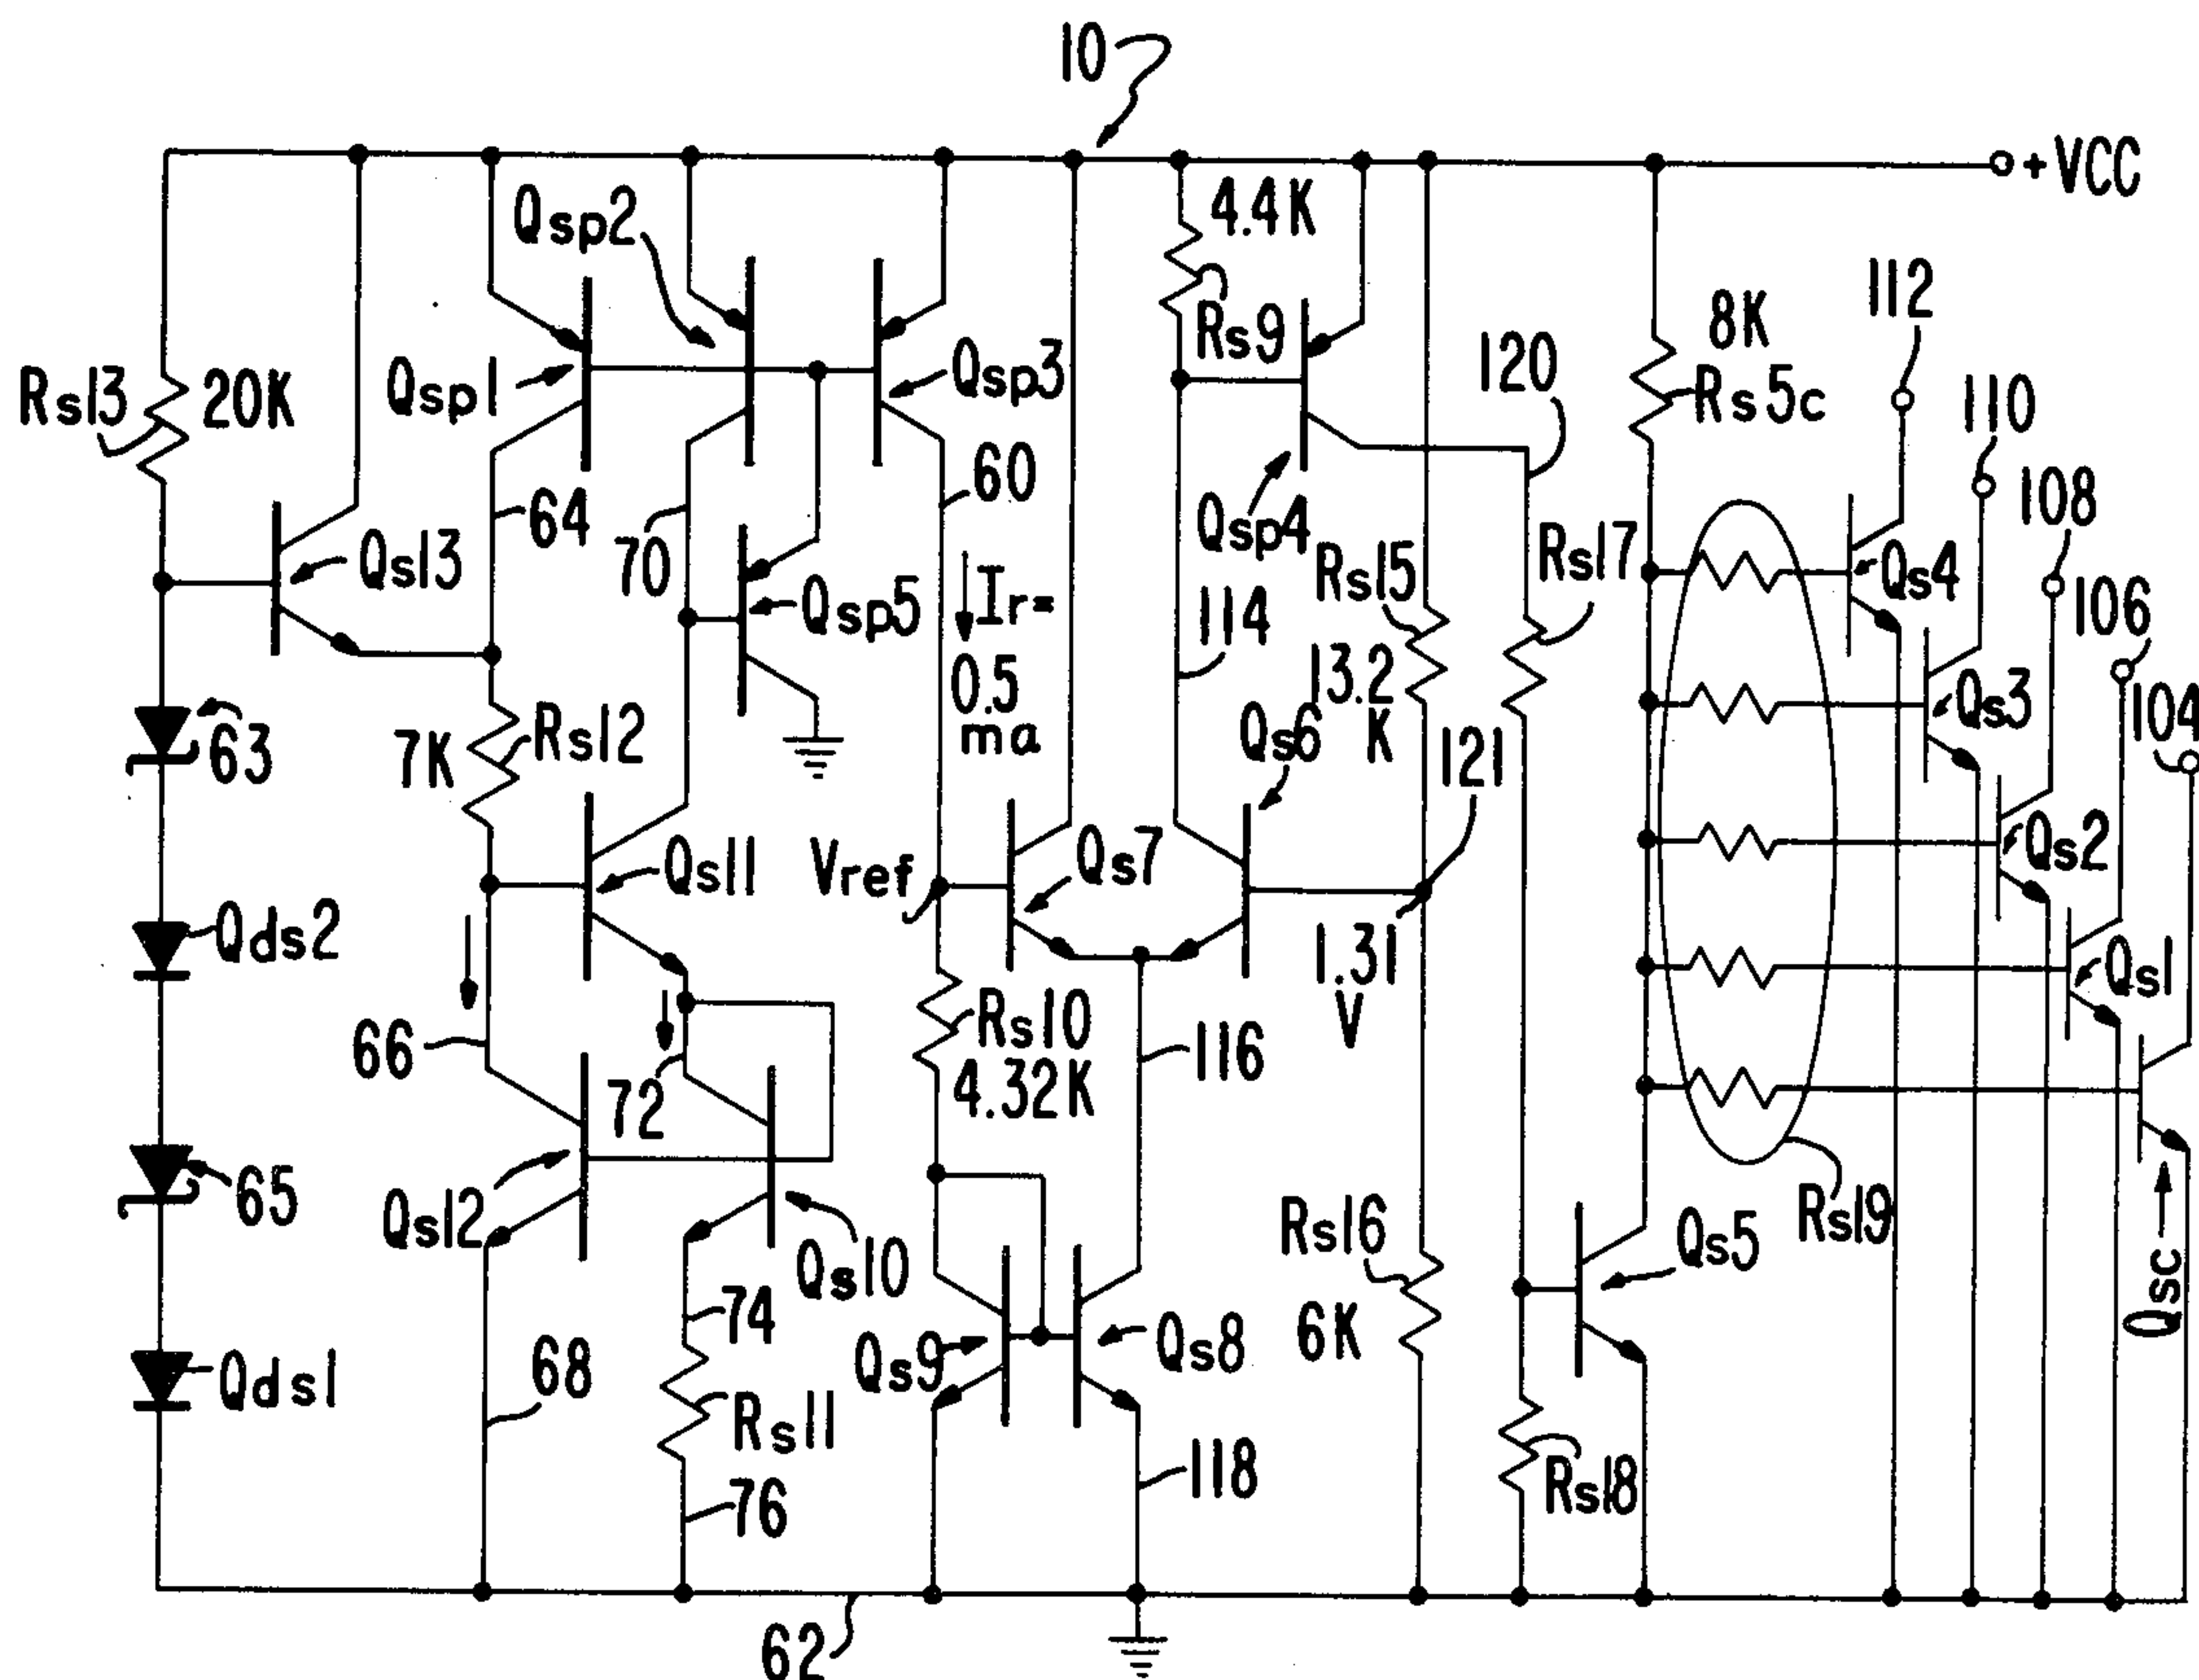 10
+VCC
Qsp2
4.4K
112
8K
Rs9
Rs13
20K
Qsp1
Qsp3
120
Rs5c
110
60
108
64
Qsp4
Qs13
70
Rs15
Rs17
Qs4
Qsp5
Ir=
0.5
ma
114
106
13.2
K
Qs3
104
63
7K
Rs12
Qs6
121
Qs11
Vref
Qs7
Qs2
Qds2
1.31
V
Qs1
66
72
Rs10
4.32K
116
65
Qs12
Qs10
Rs16
6K
Qs5
Rs19
Qsc
74
Qs9
Qs8
Qds1
68
Rs11
118
Rs18
76
62